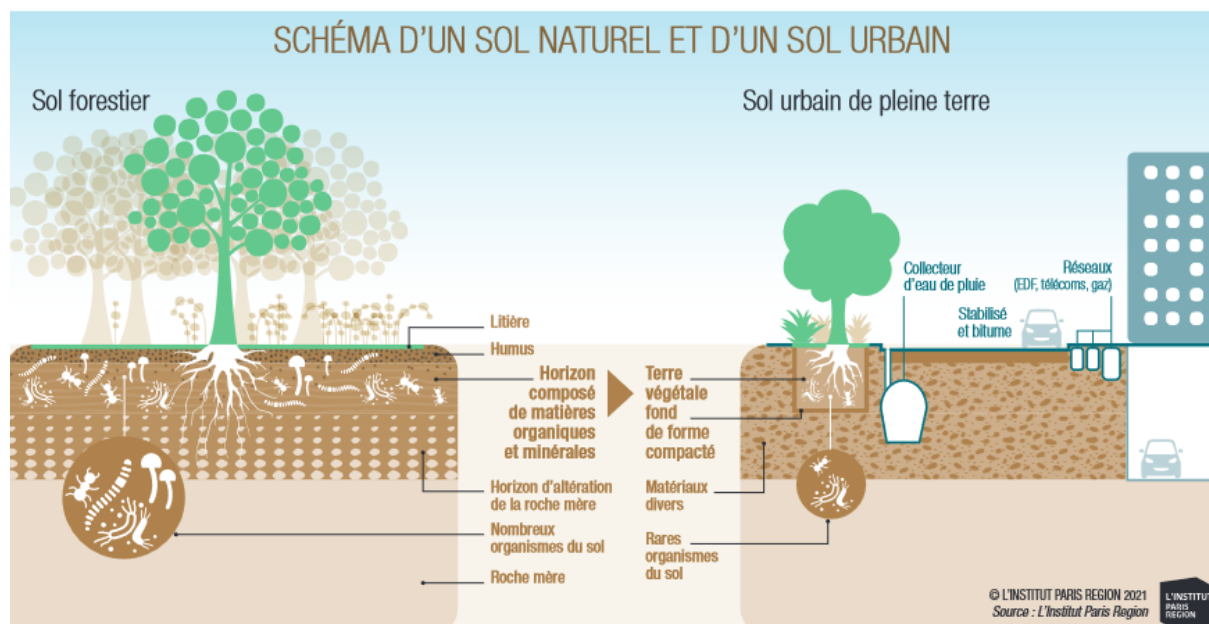 SCHÉMA D'UN SOL NATUREL ET D'UN SOL URBAIN
Sol forestier
Litière
Humus
Horizon
composé
de matières
organiques
et minérales
Horizon d'altération
de la roche mère
Nombreux
organismes du sol
Roche mère
Sol urbain de pleine terre
Collecteur
d'eau de pluie
Réseaux
(EDF, télécoms, gaz)
Stabilisé
et bitume
Terre
végétale
fond
de forme
compacté
Matériaux
divers
Rares
organismes
du sol
© L'INSTITUT PARIS REGION 2021
Source : L'Institut Paris Region
L'INSTITUT
PARIS
REGION